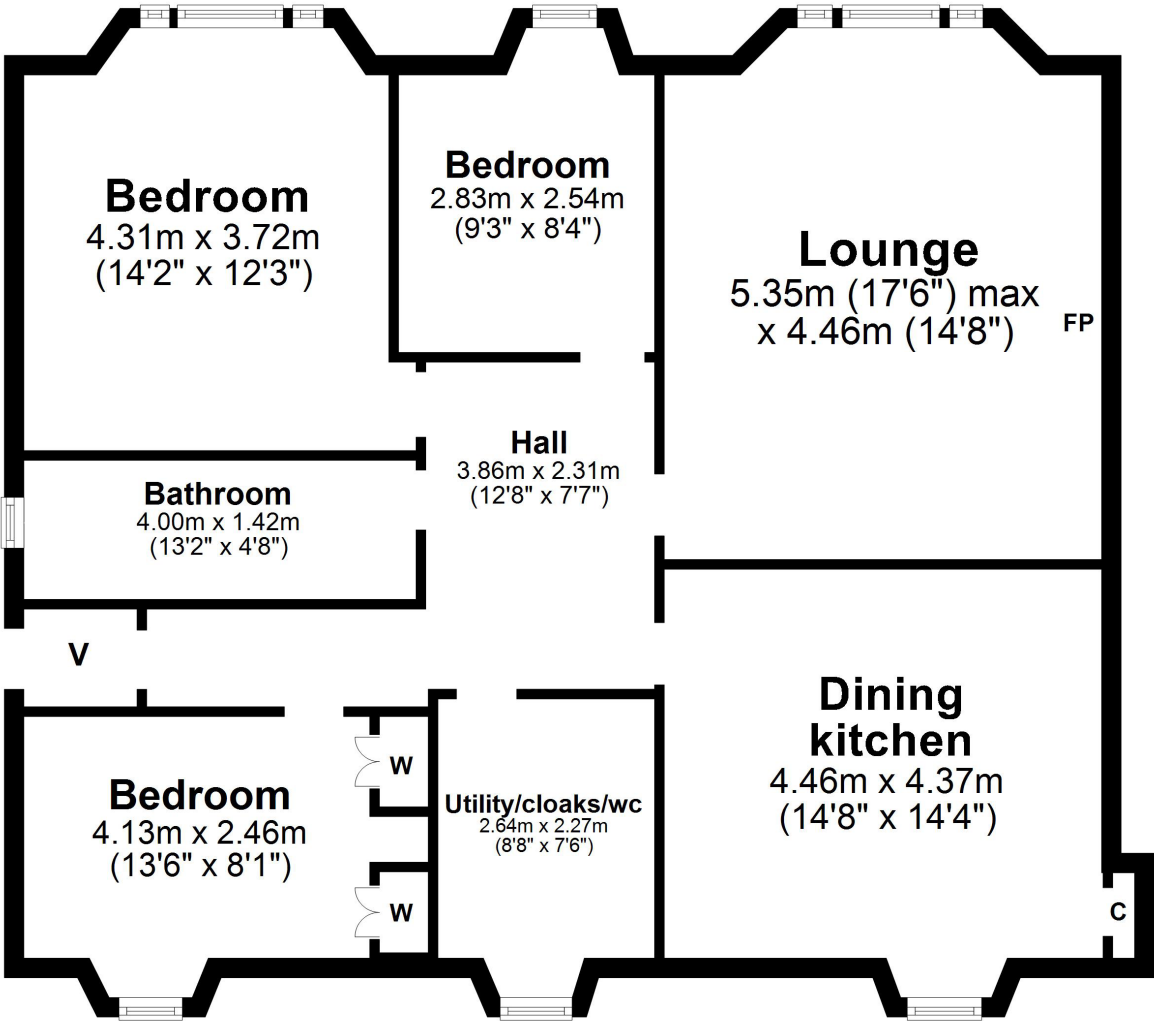 Bedroom
4.31m x 3.72m
(14'2" x 12'3")
Bedroom
2.83m x 2.54m
(9'3" x 8'4")
Lounge
5.35m (17'6") max
x 4.46m (14'8")
FP
Hall
3.86m x 2.31m
(12'8" x 7'7")
Bathroom
4.00m x 1.42m
(13'2" x 4'8")
V
Bedroom
4.13m x 2.46m
(13'6" x 8'1")
W
W
Utility/cloaks/wc
2.64m x 2.27m
(8'8" x 7'6")
Dining
kitchen
4.46m x 4.37m
(14'8" x 14'4")
C